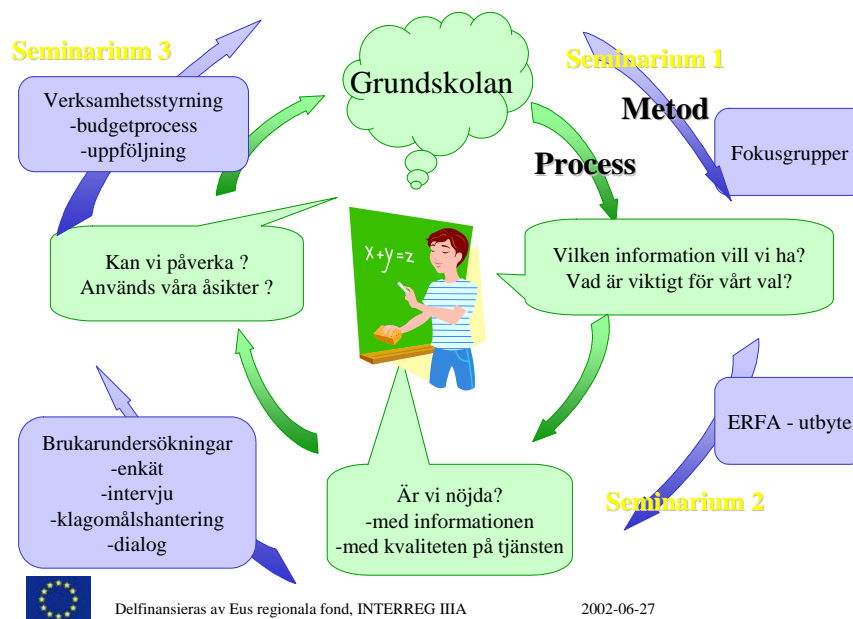 Seminarium 3
Grundskolan
Seminarium 1
Metod
Process
Verksamhetsstyrning
-budgetprocess
-uppföljning
Fokusgrupper
Kan vi påverka ?
Används våra åsikter ?
x+y=z
Vilken information vill vi ha?
Vad är viktigt för vårt val?
Brukarundersökningar
-enkät
-intervju
-klagomålshantering
-dialog
Är vi nöjda?
-med informationen
-med kvaliteten på tjänsten
ERFA - utbyte
Seminarium 2
Delfinansieras av Eus regionala fond, INTERREG IIIA
2002-06-27